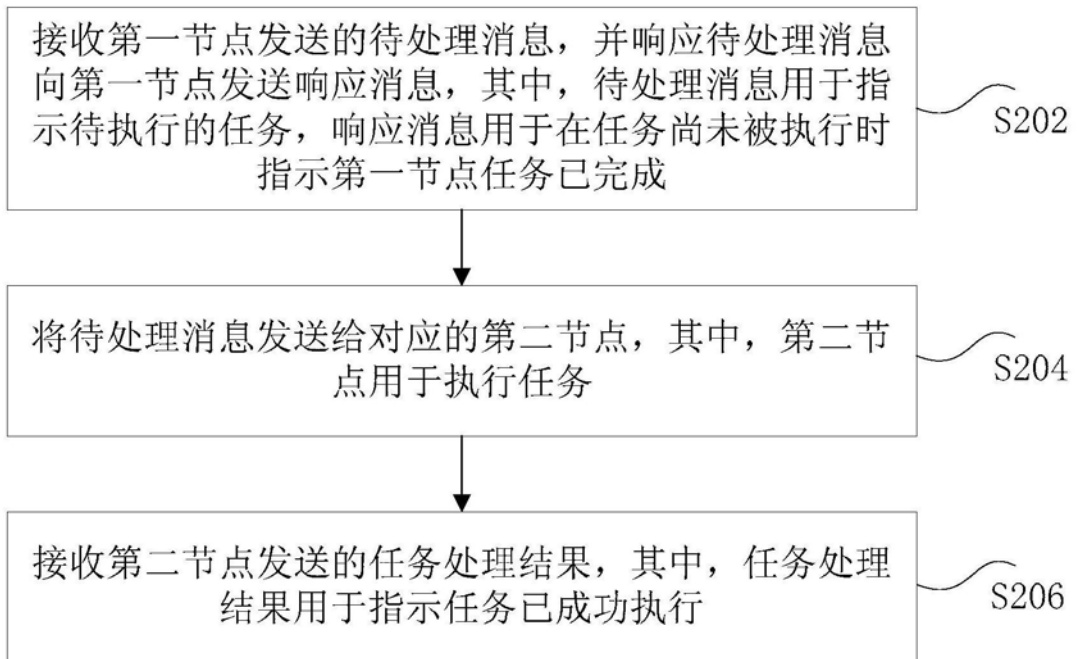 接收第一节点发送的待处理消息，并响应待处理消息
向第一节点发送响应消息，其中，待处理消息用于指
示待执行的任务，响应消息用于在任务尚未被执行时
指示第一节点任务已完成
S202
将待处理消息发送给对应的第二节点，其中，第二节
点用于执行任务
S204
接收第二节点发送的任务处理结果，其中，任务处理
结果用于指示任务已成功执行
S206